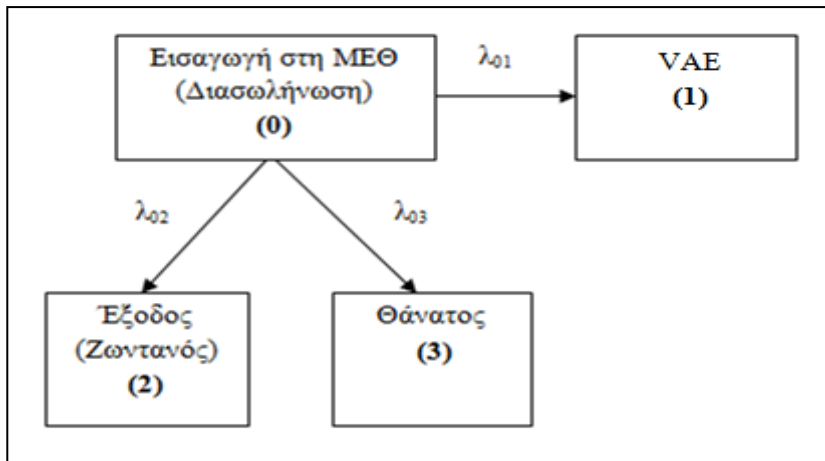 Εισαγωγή στη ΜΕΘ
(Διασωλήνωση)
(0)
λ₀₁
VAE
(1)
λ₀₂
λ₀₃
Έξοδος
(Ζωντανός)
(2)
Θάνατος
(3)